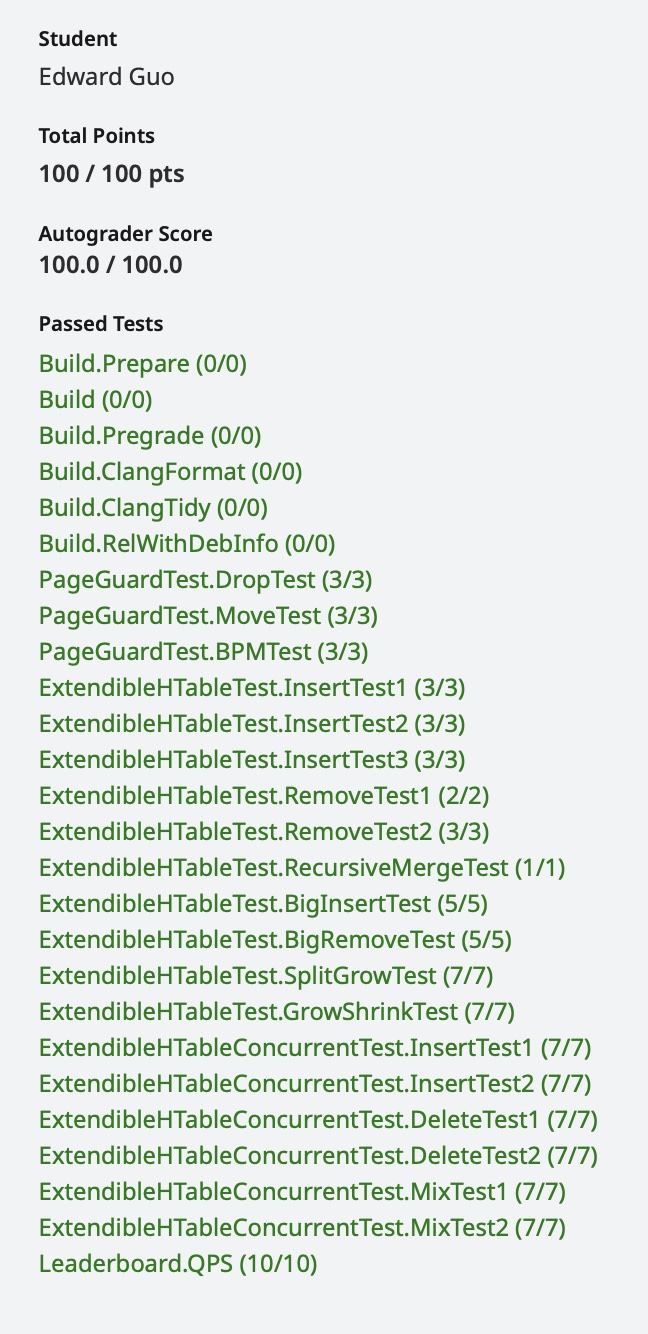 Student
Edward Guo
Total Points
100 / 100 pts
Autograder Score
100.0 / 100.0
Passed Tests
Build.Prepare (0/0)
Build (0/0)
Build.Pregrade (0/0)
Build.ClangFormat (0/0)
Build.ClangTidy (0/0)
Build.RelWithDebInfo (0/0)
PageGuardTest.DropTest (3/3)
PageGuardTest.MoveTest (3/3)
PageGuardTest.BPMTest (3/3)
ExtendibleHTableTest.InsertTest1 (3/3)
ExtendibleHTableTest.InsertTest2 (3/3)
ExtendibleHTableTest.InsertTest3 (3/3)
ExtendibleHTableTest.RemoveTest1 (2/2)
ExtendibleHTableTest.RemoveTest2 (3/3)
ExtendibleHTableTest.RecursiveMergeTest (1/1)
ExtendibleHTableTest.BigInsertTest (5/5)
ExtendibleHTableTest.BigRemoveTest (5/5)
ExtendibleHTableTest.SplitGrowTest (7/7)
ExtendibleHTableTest.GrowShrinkTest (7/7)
ExtendibleHTableConcurrentTest.InsertTest1 (7/7)
ExtendibleHTableConcurrentTest.InsertTest2 (7/7)
ExtendibleHTableConcurrentTest.DeleteTest1 (7/7)
ExtendibleHTableConcurrentTest.DeleteTest2 (7/7)
ExtendibleHTableConcurrentTest.MixTest1 (7/7)
ExtendibleHTableConcurrentTest.MixTest2 (7/7)
Leaderboard.QPS (10/10)